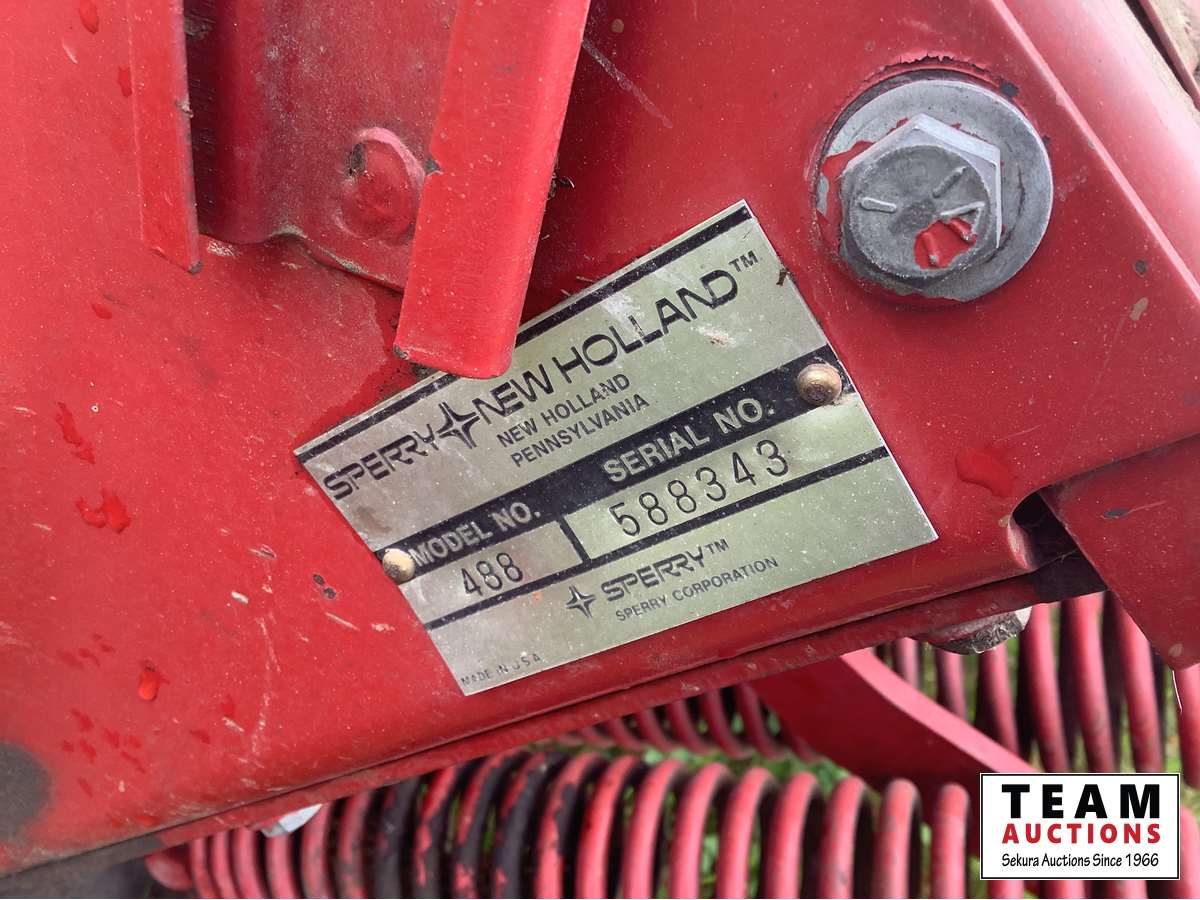 SPERRY NEW HOLLAND™
NEW HOLLAND
PENNSYLVANIA
MODEL NO. SERIAL NO.
488 588343
SPERRY™
SPERRY CORPORATION
MADE IN U.S.A.
TEAM
AUCTIONS
Sekura Auctions Since 1966